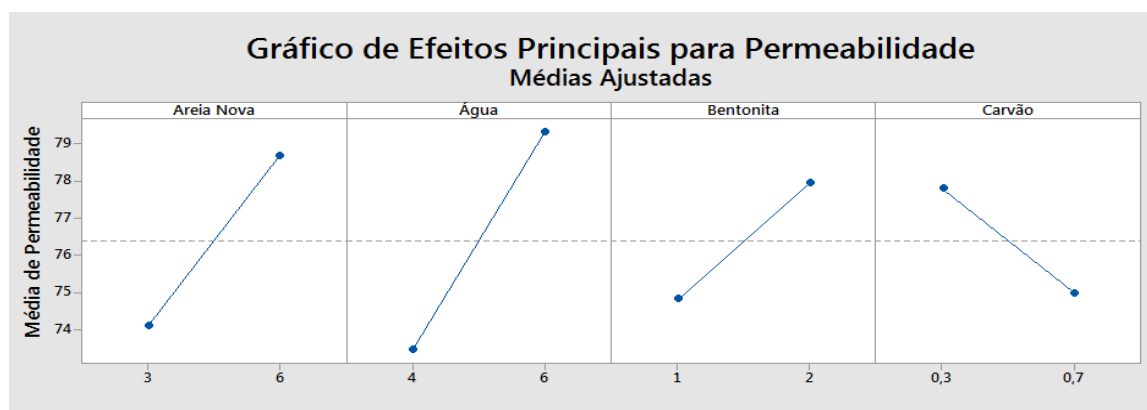 Gráfico de Efeitos Principais para Permeabilidade
Médias Ajustadas
Areia Nova Água Bentonita Carvão
Média de Permeabilidade
79
78
77
76
75
74
3 6 4 6 1 2 0,3 0,7